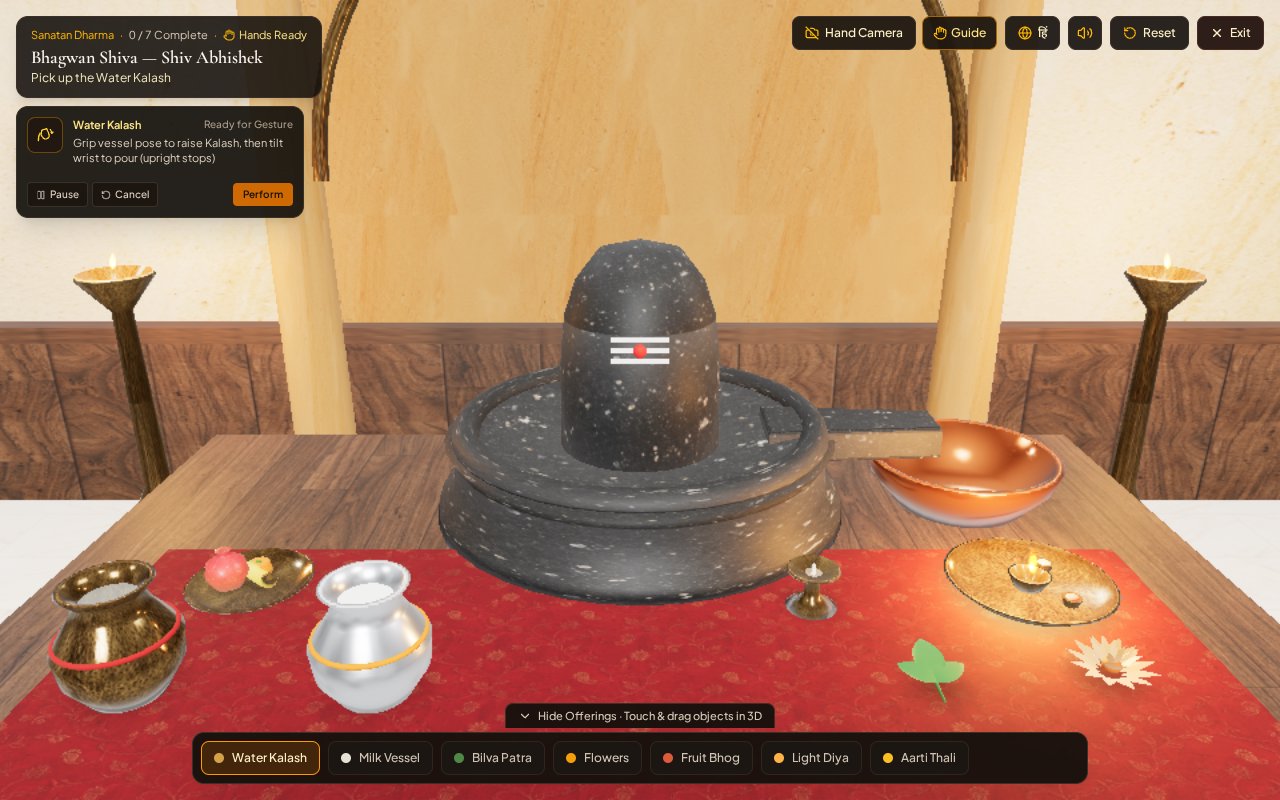 Sanatan Dharma · 0 / 7 Complete · Hands Ready
Bhagwan Shiva — Shiv Abhishek
Pick up the Water Kalash
Hand Camera
Guide
हिं
Reset
Exit
Water Kalash
Ready for Gesture
Grip vessel pose to raise Kalash, then tilt
wrist to pour (upright stops)
Pause
Cancel
Perform
Hide Offerings · Touch & drag objects in 3D
Water Kalash
Milk Vessel
Bilva Patra
Flowers
Fruit Bhog
Light Diya
Aarti Thali